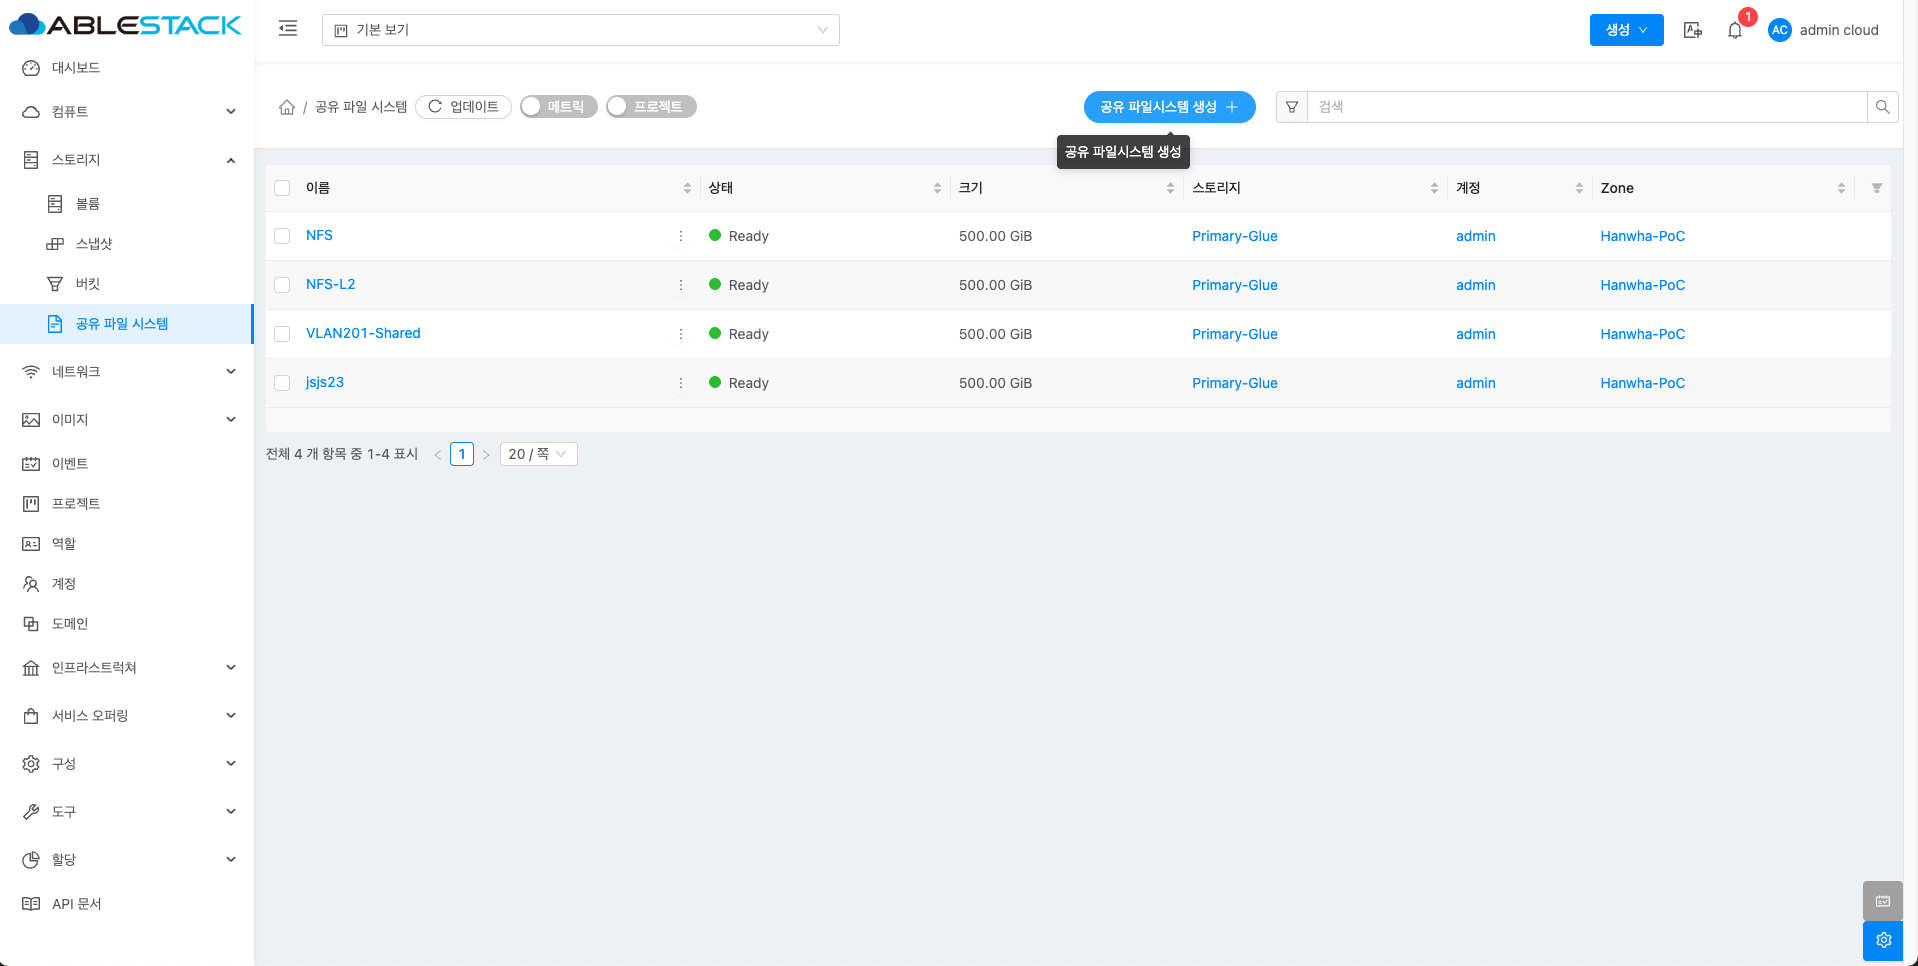 ABLESTACK
기본 보기
생성
1
AC admin cloud
대시보드
컴퓨트
스토리지
볼륨
스냅샷
버킷
공유 파일 시스템
네트워크
이미지
이벤트
프로젝트
역할
계정
도메인
인프라스트럭쳐
서비스 오퍼링
구성
도구
할당
API 문서
/ 공유 파일 시스템 업데이트 메트릭 프로젝트
공유 파일시스템 생성 + 검색
공유 파일시스템 생성
이름 상태 크기 스토리지 계정 Zone
NFS Ready 500.00 GiB Primary-Glue admin Hanwha-PoC
NFS-L2 Ready 500.00 GiB Primary-Glue admin Hanwha-PoC
VLAN201-Shared Ready 500.00 GiB Primary-Glue admin Hanwha-PoC
jsjs23 Ready 500.00 GiB Primary-Glue admin Hanwha-PoC
전체 4 개 항목 중 1-4 표시 < 1 > 20 / 쪽